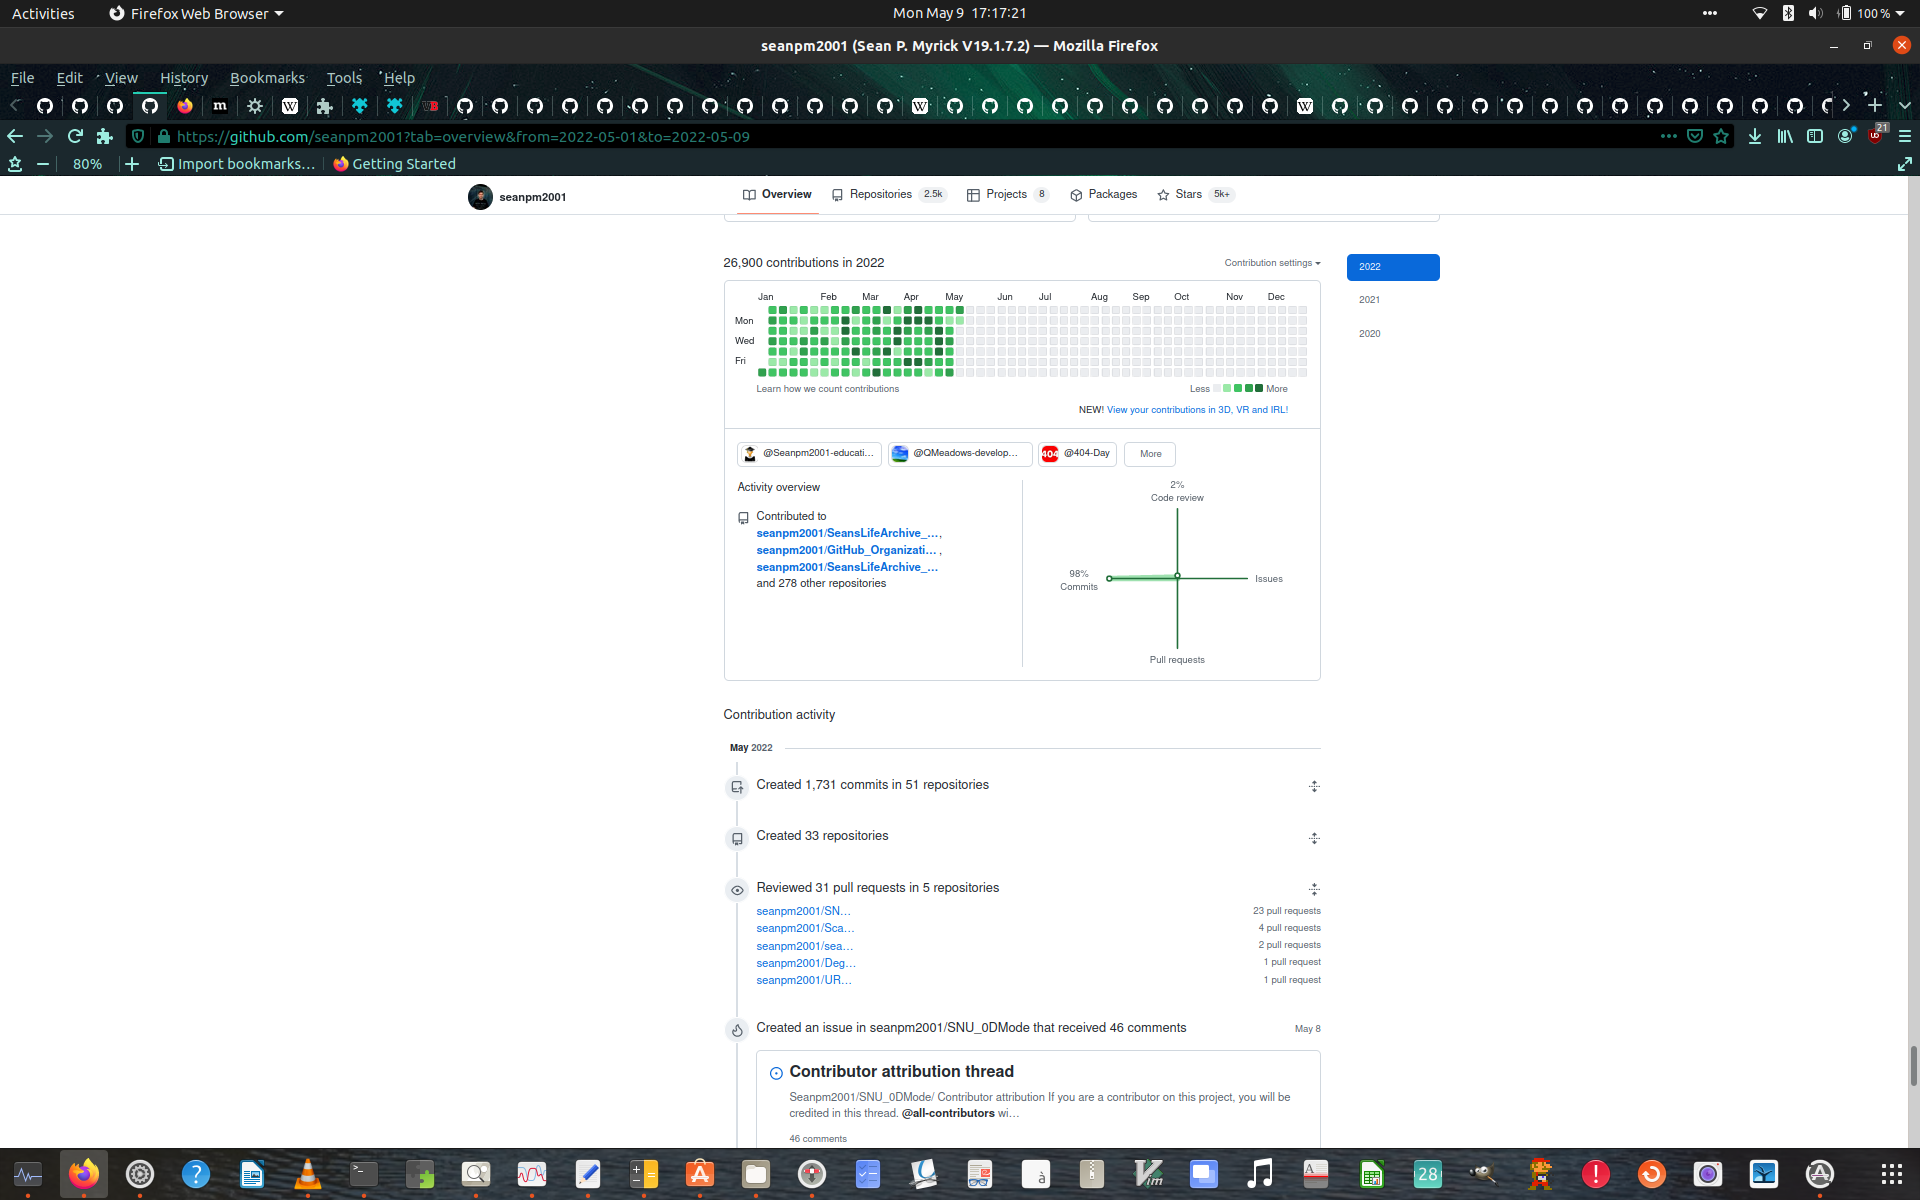 Activities
Firefox Web Browser
Mon May 9 17:17:21
100 %
seanpm2001 (Sean P. Myrick V19.1.7.2) — Mozilla Firefox
File Edit View History Bookmarks Tools Help
https://github.com/seanpm2001?tab=overview&from=2022-05-01&to=2022-05-09
21
80%
Import bookmarks...
Getting Started
seanpm2001
Overview
Repositories 2.5k
Projects 8
Packages
Stars 5k+
26,900 contributions in 2022
Contribution settings
2022
2021
2020
Jan Feb Mar Apr May Jun Jul Aug Sep Oct Nov Dec
Mon
Wed
Fri
Learn how we count contributions
Less
More
NEW! View your contributions in 3D, VR and IRL!
@Seanpm2001-educati...
@QMeadows-develop...
404 @404-Day
More
Activity overview
Contributed to
seanpm2001/SeansLifeArchive_...,
seanpm2001/GitHub_Organizati... ,
seanpm2001/SeansLifeArchive_...
and 278 other repositories
2%
Code review
98%
Commits
Issues
Pull requests
Contribution activity
May 2022
Created 1,731 commits in 51 repositories
Created 33 repositories
Reviewed 31 pull requests in 5 repositories
seanpm2001/SN... 23 pull requests
seanpm2001/Sca... 4 pull requests
seanpm2001/sea... 2 pull requests
seanpm2001/Deg... 1 pull request
seanpm2001/UR... 1 pull request
Created an issue in seanpm2001/SNU_0DMode that received 46 comments
May 8
Contributor attribution thread
Seanpm2001/SNU_0DMode/ Contributor attribution If you are a contributor on this project, you will be
credited in this thread. @all-contributors wi...
46 comments
28